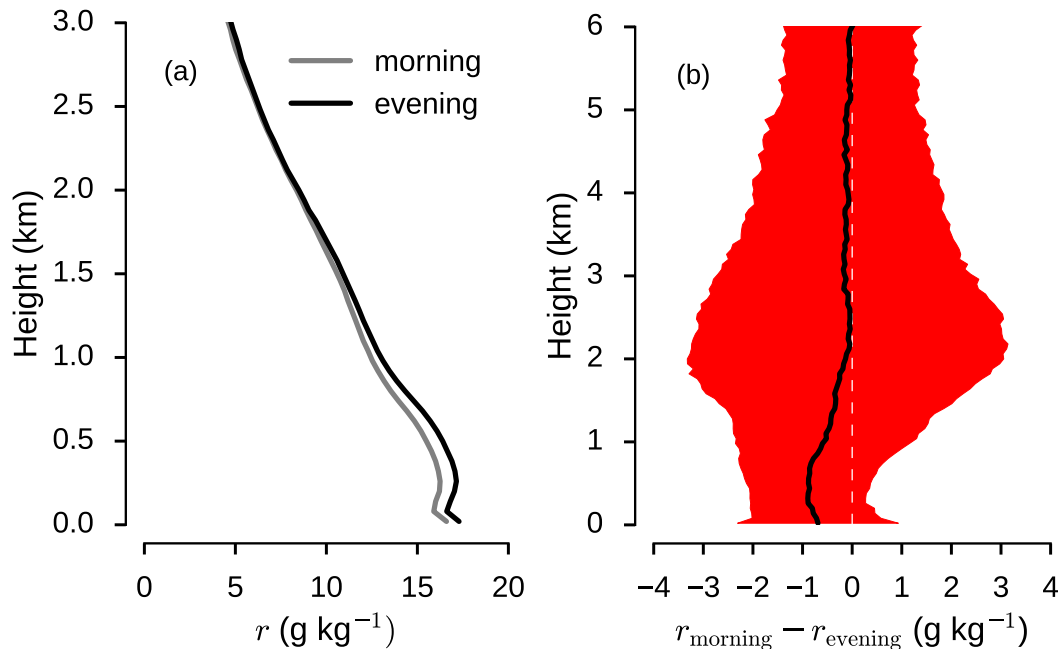 (a)
morning
evening
3.0
2.5
2.0
1.5
1.0
0.5
0.0
Height (km)
0 5 10 15 20
r (g kg⁻¹)
(b)
6
5
4
3
2
1
0
Height (km)
−4 −3 −2 −1 0 1 2 3 4
r_morning − r_evening (g kg⁻¹)